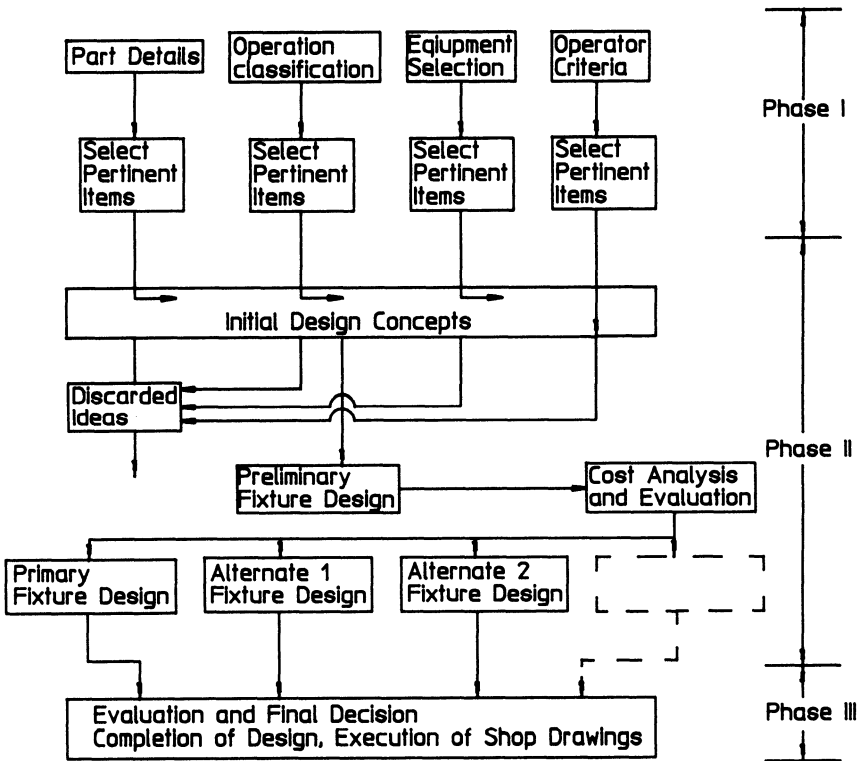 Part Details
Operation
classification
Eqiupment
Selection
Operator
Criteria
Phase I
Select
Pertinent
Items
Select
Pertinent
Items
Select
Pertinent
Items
Select
Pertinent
Items
Initial Design Concepts
Discarded
Ideas
Phase II
Preliminary
Fixture Design
Cost Analysis
and Evaluation
Primary
Fixture Design
Alternate 1
Fixture Design
Alternate 2
Fixture Design
Evaluation and Final Decision
Completion of Design, Execution of Shop Drawings
Phase III